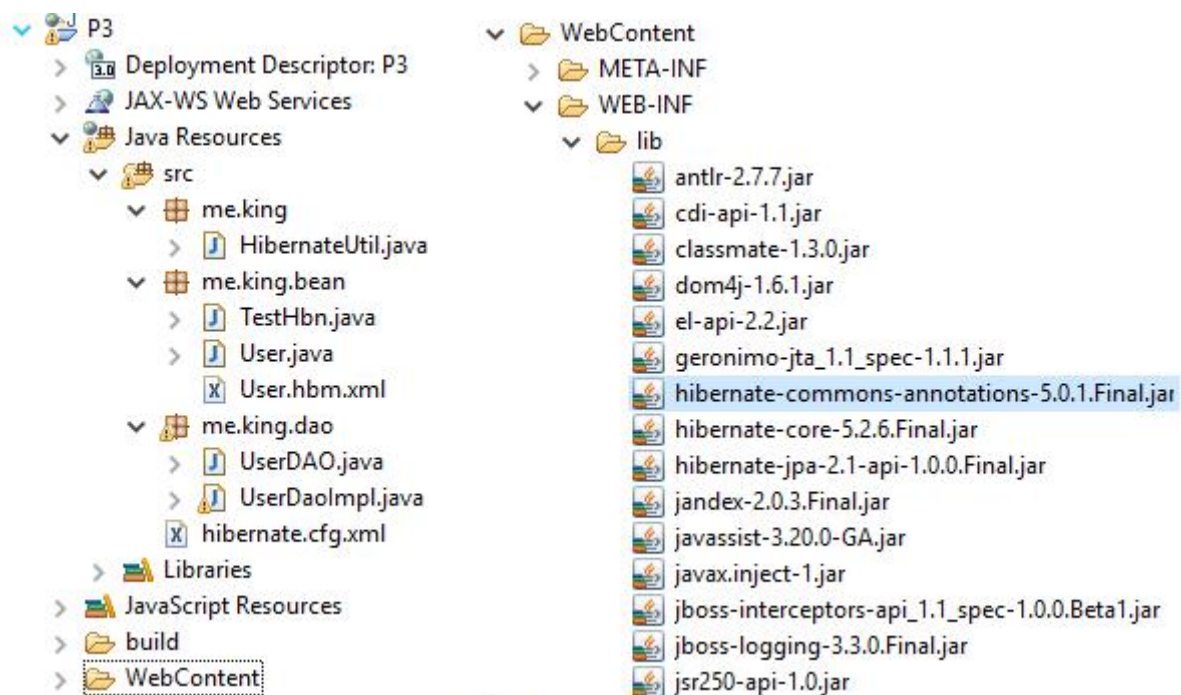 P3
Deployment Descriptor: P3
3.0
JAX-WS Web Services
Java Resources
src
me.king
HibernateUtil.java
me.king.bean
TestHbn.java
User.java
User.hbm.xml
me.king.dao
UserDAO.java
UserDaoImpl.java
hibernate.cfg.xml
Libraries
JavaScript Resources
build
WebContent
WebContent
META-INF
WEB-INF
lib
antlr-2.7.7.jar
cdi-api-1.1.jar
classmate-1.3.0.jar
dom4j-1.6.1.jar
el-api-2.2.jar
geronimo-jta_1.1_spec-1.1.1.jar
hibernate-commons-annotations-5.0.1.Final.jar
hibernate-core-5.2.6.Final.jar
hibernate-jpa-2.1-api-1.0.0.Final.jar
jandex-2.0.3.Final.jar
javassist-3.20.0-GA.jar
javax.inject-1.jar
jboss-interceptors-api_1.1_spec-1.0.0.Beta1.jar
jboss-logging-3.3.0.Final.jar
jsr250-api-1.0.jar